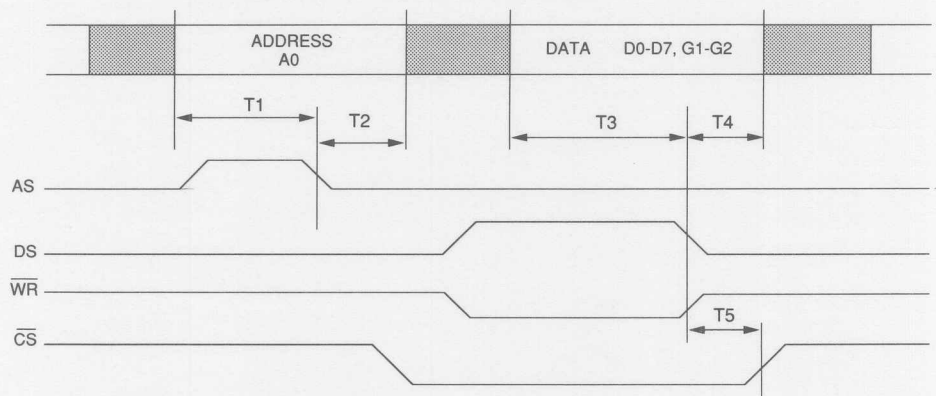 ADDRESS
A0
DATA D0-D7, G1-G2
T1
T2
T3
T4
AS
DS
WR
T5
CS